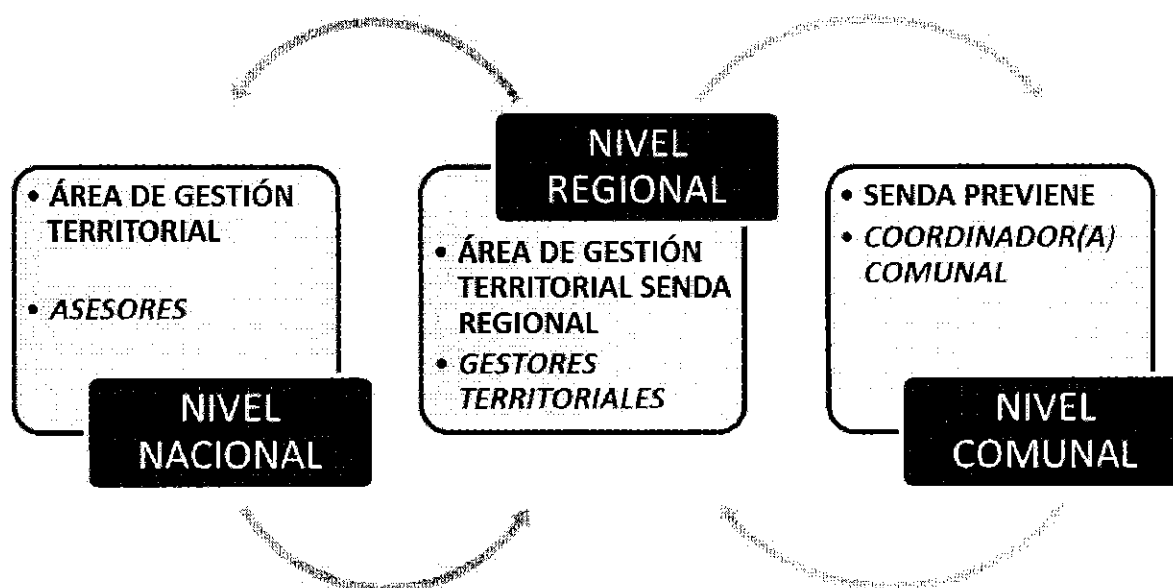 • ÁREA DE GESTIÓN
TERRITORIAL
• ASESORES
NIVEL
NACIONAL
NIVEL
REGIONAL
• ÁREA DE GESTIÓN
TERRITORIAL SENDA
REGIONAL
• GESTORES
TERRITORIALES
• SENDA PREVIENE
• COORDINADOR(A)
COMUNAL
NIVEL
COMUNAL